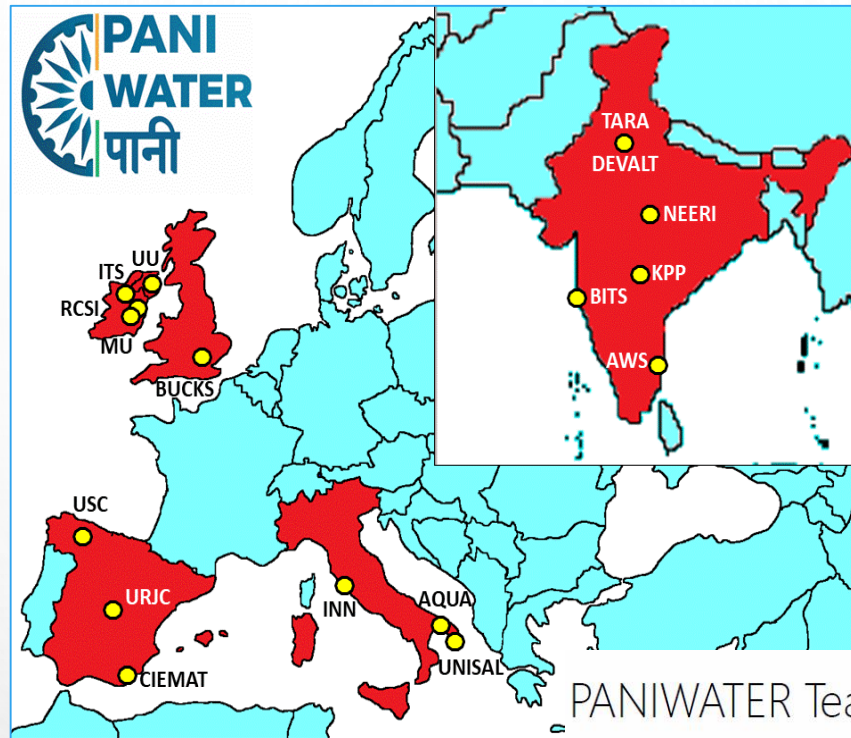 PANI
WATER
पानी
TARA
DEVALT
NEERI
KPP
BITS
AWS
UU
ITS
RCSI
MU
BUCKS
USC
URJC
CIEMAT
INN
AQUA
UNISAL
PANIWATER Tea